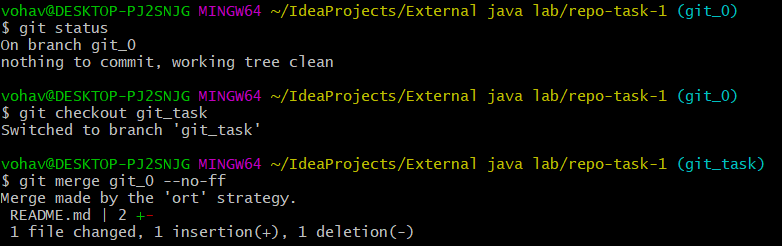 vohav@DESKTOP-PJ2SNJG MINGW64 ~/IdeaProjects/External java lab/repo-task-1 (git_0)
$ git status
On branch git_0
nothing to commit, working tree clean
vohav@DESKTOP-PJ2SNJG MINGW64 ~/IdeaProjects/External java lab/repo-task-1 (git_0)
$ git checkout git_task
Switched to branch 'git_task'
vohav@DESKTOP-PJ2SNJG MINGW64 ~/IdeaProjects/External java lab/repo-task-1 (git_task)
$ git merge git_0 --no-ff
Merge made by the 'ort' strategy.
README.md | 2 +-
1 file changed, 1 insertion(+), 1 deletion(-)